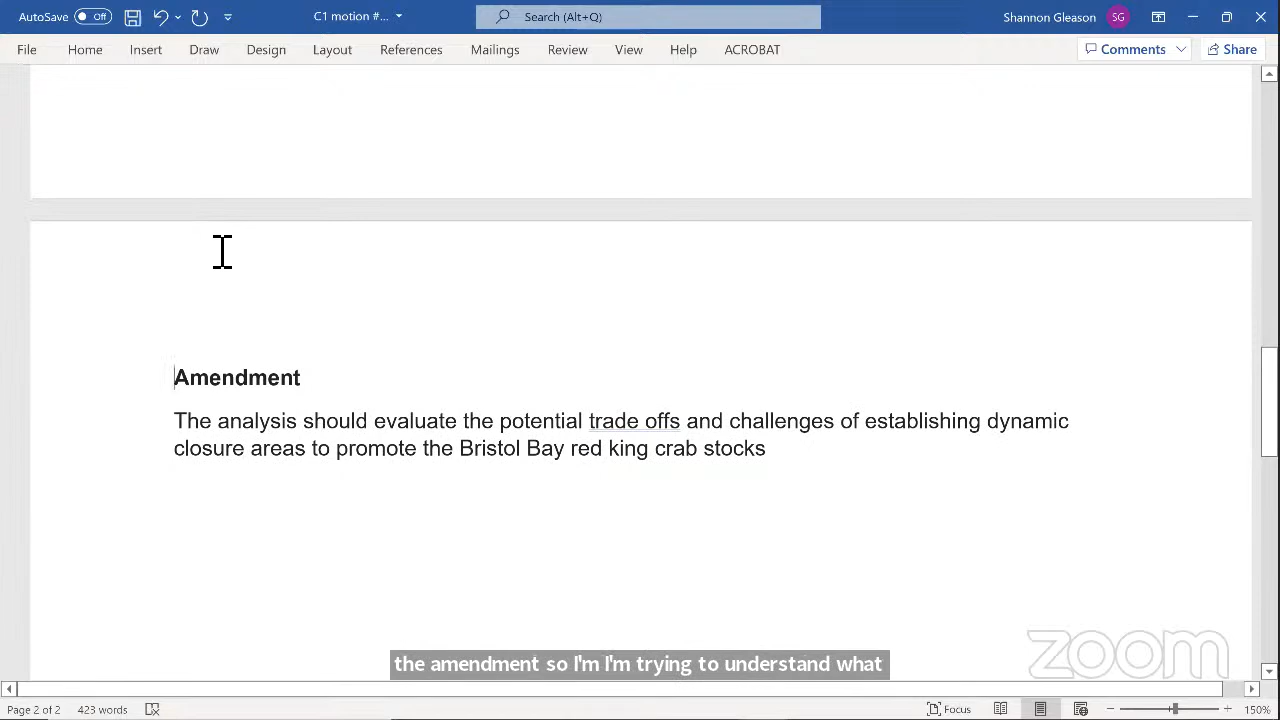 AutoSave Off C1 motion #... Search (Alt+Q) Shannon Gleason SG
File Home Insert Draw Design Layout References Mailings Review View Help ACROBAT Comments Share
Amendment
The analysis should evaluate the potential trade offs and challenges of establishing dynamic
closure areas to promote the Bristol Bay red king crab stocks
zoom
the amendment so I'm I'm trying to understand what
Page 2 of 2 423 words Focus 150%